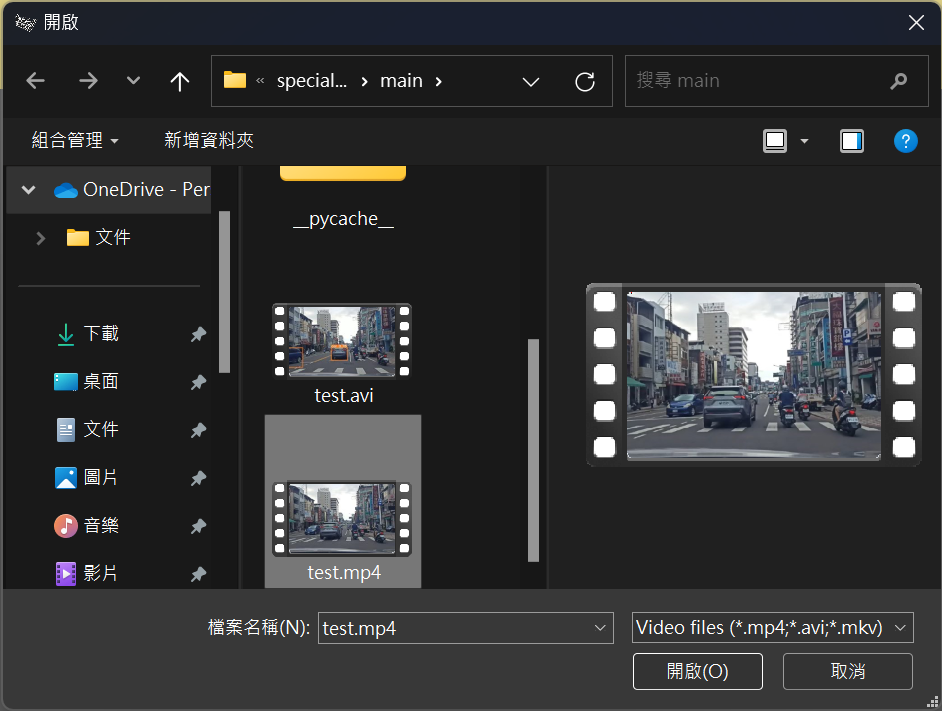 開啟
« special... › main ›
搜尋 main
組合管理
新增資料夾
OneDrive - Per
文件
下載
桌面
文件
圖片
音樂
影片
__pycache__
test.avi
test.mp4
檔案名稱(N): test.mp4
Video files (*.mp4;*.avi;*.mkv)
開啟(O)
取消